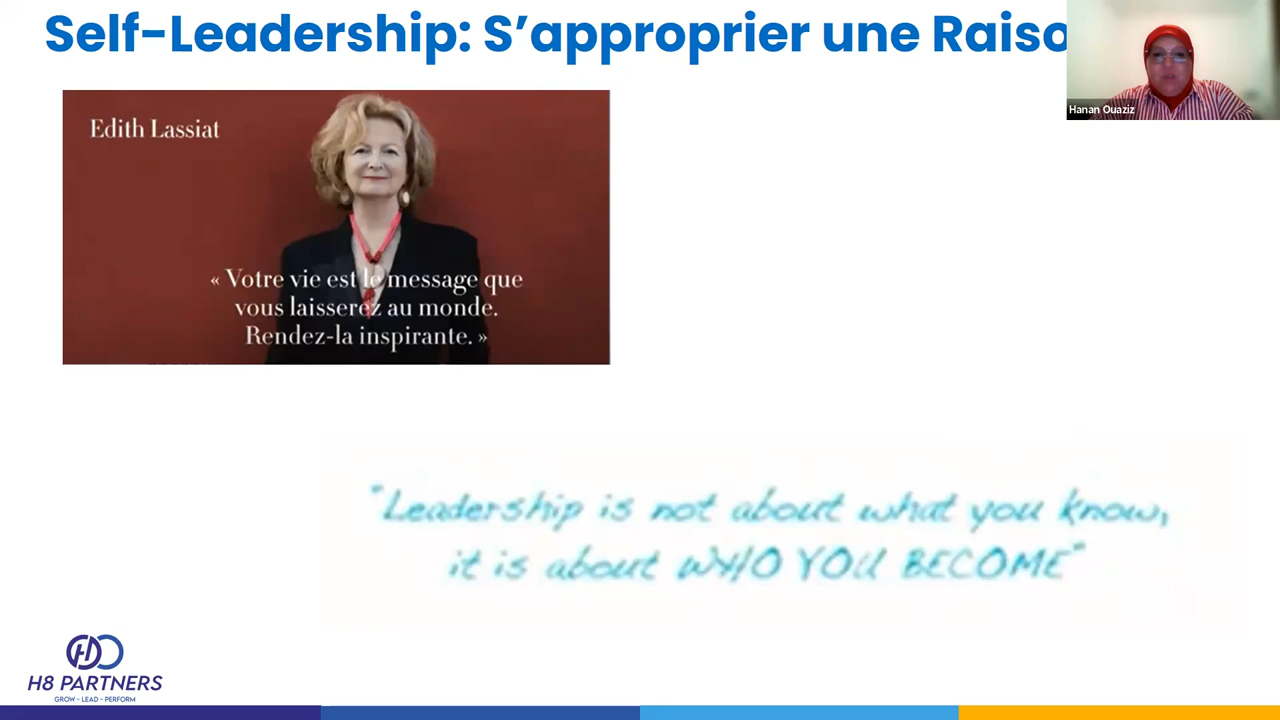 Self-Leadership: S’approprier une Raiso
Hanan Ouaziz
Edith Lassiat
« Votre vie est le message que
vous laisserez au monde.
Rendez-la inspirante. »
"Leadership is not about what you know,
it is about WHO YOU BECOME"
H8 PARTNERS
GROW - LEAD - PERFORM